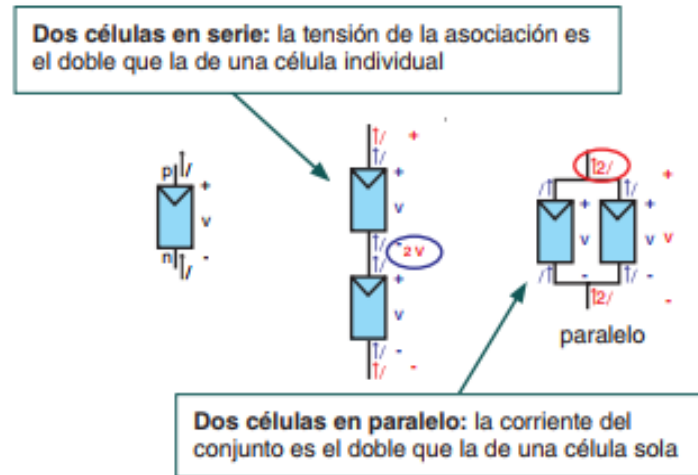 Dos células en serie: la tensión de la asociación es
el doble que la de una célula individual
p I
+
v
n I -
I +
I
+
v
I -
2 V
I
+
v
I -
I -
2I
I I
+ + +
v v v
I I - -
2I -
paralelo
Dos células en paralelo: la corriente del
conjunto es el doble que la de una célula sola